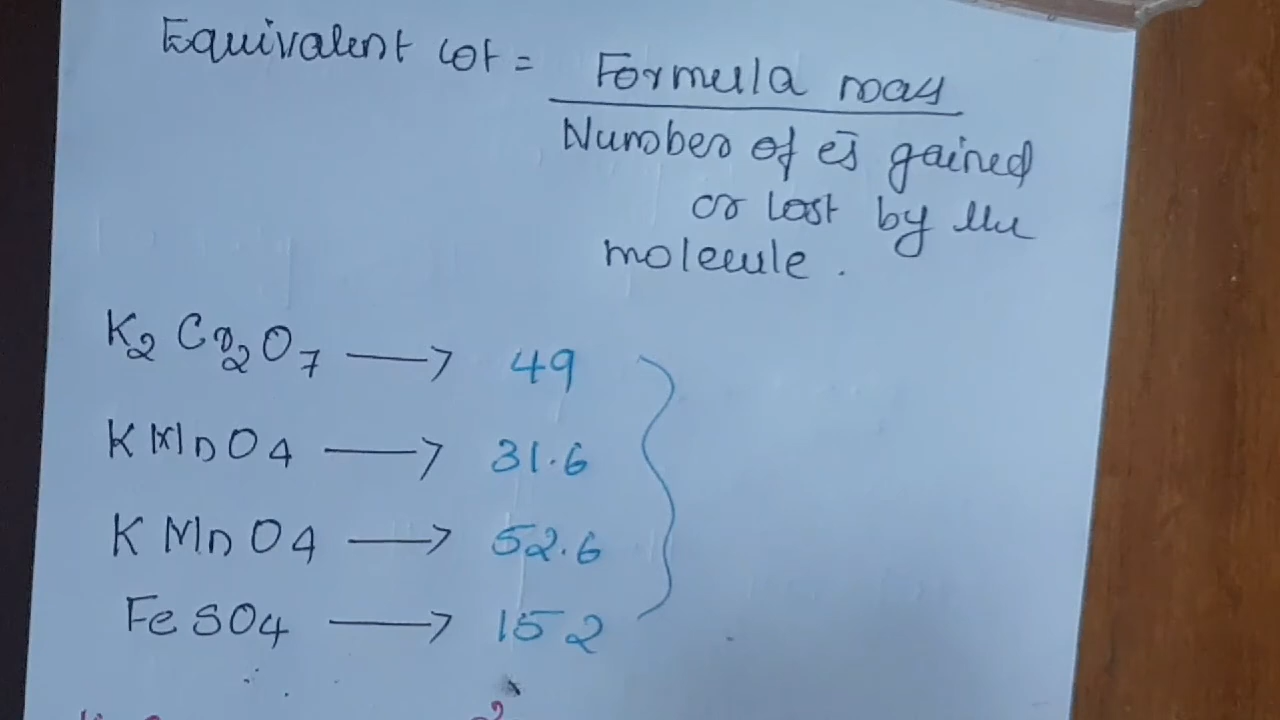 Equivalent wt = Formula mass
Number of es gained
or lost by the
molecule.
K2Cr2O7 → 49
KMnO4 → 31.6
KMnO4 → 52.6
FeSO4 → 152